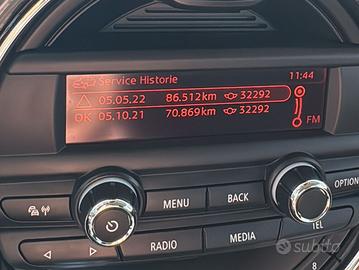 Service Historie 11:44
05.05.22 86.512km 32292
OK 05.10.21 70.869km 32292
FM
MENU BACK OPTION
RADIO MEDIA TEL
8
subito